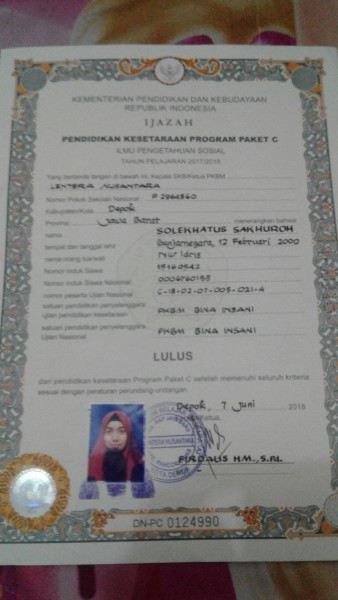 KEMENTERIAN PENDIDIKAN DAN KEBUDAYAAN
REPUBLIK INDONESIA
IJAZAH
PENDIDIKAN KESETARAAN PROGRAM PAKET C
ILMU PENGETAHUAN SOSIAL
TAHUN PELAJARAN 2017/2018
Yang bertanda tangan di bawah ini, Kepala SKB/Ketua PKBM
LENTERA NUSANTARA
Nomor Pokok Sekolah Nasional : P 2964860
Kabupaten/Kota Depok
Provinsi Jawa Barat menerangkan bahwa:
nama SOLEKHATUS SAKHUROH
tempat dan tanggal lahir Banjarnegara, 12 Februari 2000
nama orang tua/wali Nur Idris
nomor induk Siswa 15160542
nomor induk Siswa Nasional
nomor peserta Ujian Nasional C-18-02-07-005-021-4
satuan pendidikan penyelenggara
ujian pendidikan kesetaraan PKBM BINA INSANI
satuan pendidikan penyelenggara
Ujian Nasional PKBM BINA INSANI
LULUS
dari pendidikan kesetaraan Program Paket C setelah memenuhi seluruh kriteria
sesuai dengan peraturan perundang-undangan.
Depok, 7 Juni 2018
Ketua,
FIRDAUS HM., S.Pd.
DN-PC 0124990